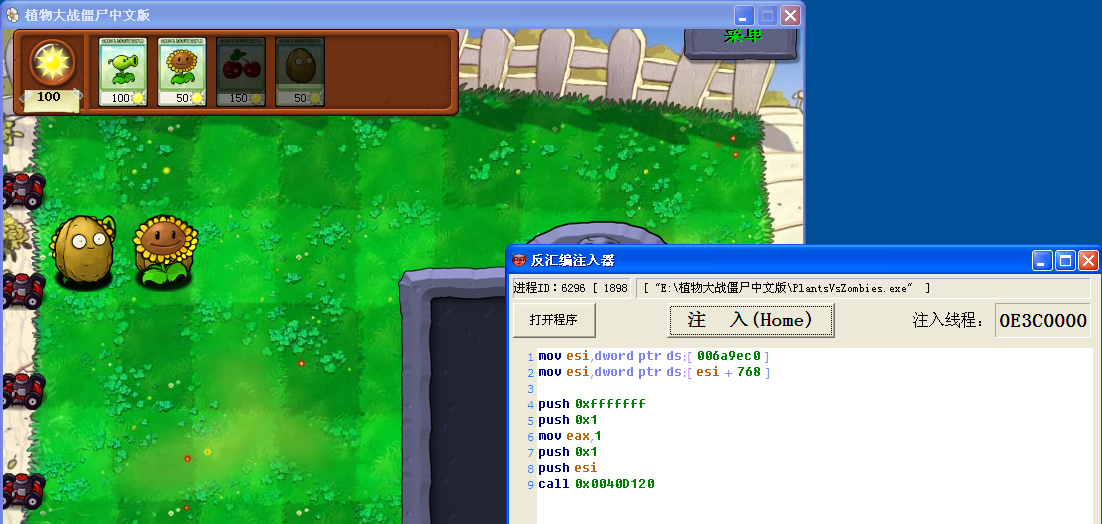 植物大战僵尸中文版
菜单
100
100
50
150
50
反汇编注入器
进程ID：6296 [ 1898
[ "E:\植物大战僵尸中文版\PlantsVsZombies.exe" ]
打开程序
注 入(Home)
注入线程：
0E3C0000
1 mov esi,dword ptr ds:[ 006a9ec0 ]
2 mov esi,dword ptr ds:[ esi + 768 ]
3
4 push 0xfffffff
5 push 0x1
6 mov eax,1
7 push 0x1
8 push esi
9 call 0x0040D120